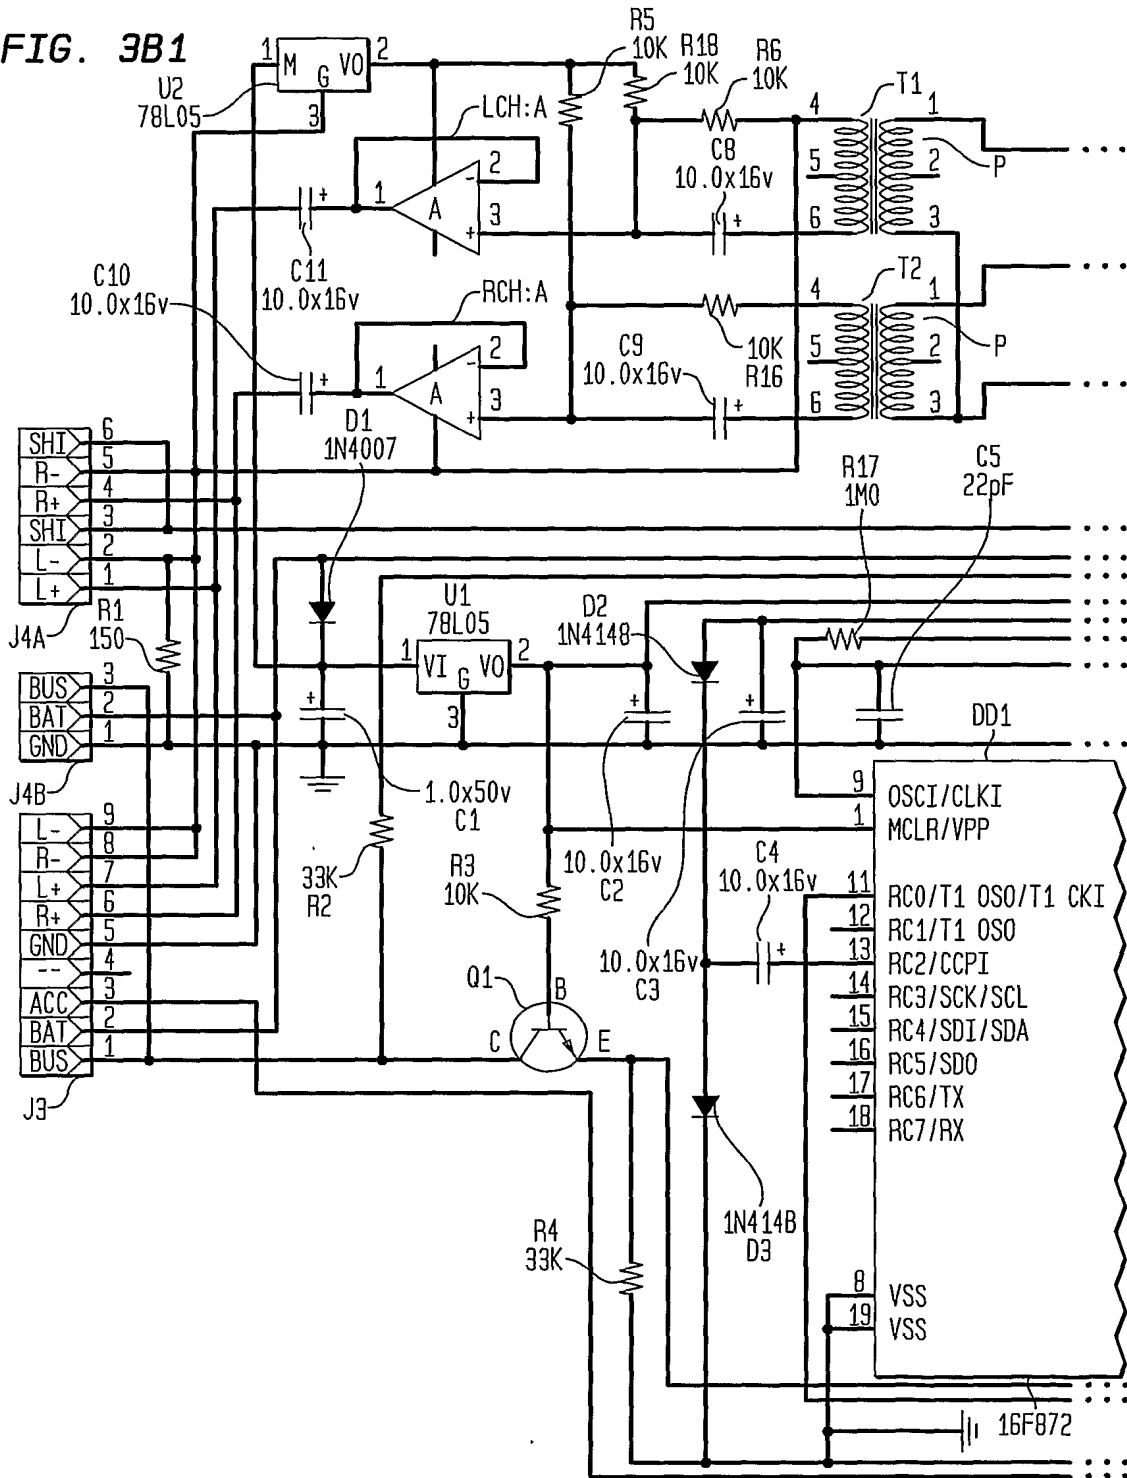 FIG. 3B1
1 M G VO 2
3
U2
78L05
R5
10K
R18
10K
R6
10K
T1
4 1
5 2
6 3
P
LCH:A
1 A - 2
+ 3
C8
10.0x16v
+
C11
10.0x16v
+
C10
10.0x16v
+
RCH:A
1 A - 2
+ 3
T2
4 1
5 2
6 3
P
10K
R16
C9
10.0x16v
+
D1
1N4007
SHI 6
R- 5
R+ 4
SHI 3
L- 2
L+ 1
J4A
R1
150
R17
1M0
C5
22pF
U1
78L05
1 VI G VO 2
3
D2
1N4148
BUS 3
BAT 2
GND 1
J4B
+
1.0x50v
C1
+
10.0x16v
C2
+
10.0x16v
C3
33K
R2
R3
10K
C4
10.0x16v
+
L- 9
R- 8
L+ 7
R+ 6
GND 5
-- 4
ACC 3
BAT 2
BUS 1
J3
Q1
B
C E
R4
33K
1N414B
D3
DD1
9 OSCI/CLKI
1 MCLR/VPP
11 RC0/T1 OSO/T1 CKI
12 RC1/T1 OSO
13 RC2/CCPI
14 RC3/SCK/SCL
15 RC4/SDI/SDA
16 RC5/SDO
17 RC6/TX
18 RC7/RX
8 VSS
19 VSS
16F872